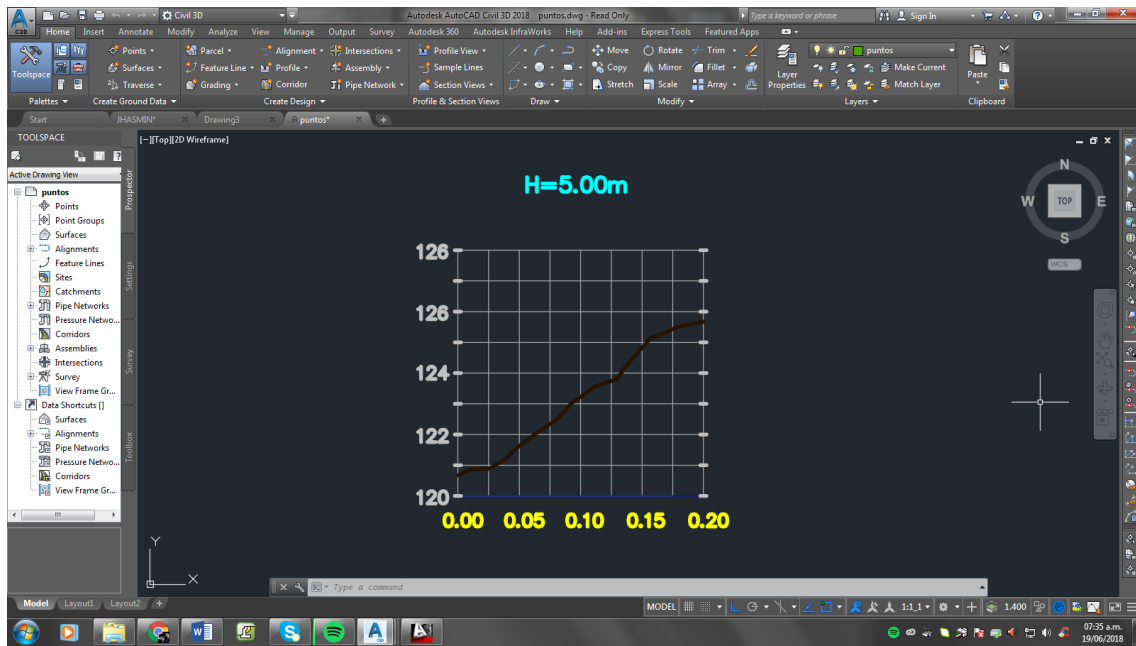 Civil 3D
Autodesk AutoCAD Civil 3D 2018 puntos.dwg - Read Only
Type a keyword or phrase
Sign In
C3D
Home Insert Annotate Modify Analyze View Manage Output Survey Autodesk 360 Autodesk InfraWorks Help Add-ins Express Tools Featured Apps
Toolspace
Points
Surfaces
Traverse
Parcel
Feature Line
Grading
Alignment
Profile
Corridor
Intersections
Assembly
Pipe Network
Profile View
Sample Lines
Section Views
Move
Copy
Stretch
Rotate
Mirror
Scale
Trim
Fillet
Array
Layer
Properties
puntos
Make Current
Match Layer
Paste
Palettes Create Ground Data Create Design Profile & Section Views Draw Modify Layers Clipboard
Start JHASMIN* Drawing3 puntos*
TOOLSPACE
Active Drawing View
puntos
Points
Point Groups
Surfaces
Alignments
Feature Lines
Sites
Catchments
Pipe Networks
Pressure Netwo...
Corridors
Assemblies
Intersections
Survey
View Frame Gr...
Data Shortcuts []
Surfaces
Alignments
Pipe Networks
Pressure Netwo...
Corridors
View Frame Gr...
Prospector
Settings
Survey
Toolbox
[−][Top][2D Wireframe]
H=5.00m
126
126
124
122
120
0.00 0.05 0.10 0.15 0.20
N
W TOP E
S
WCS
Y
X
Type a command
Model Layout1 Layout2 +
MODEL
1:1_1
1.400
07:35 a.m.
19/06/2018